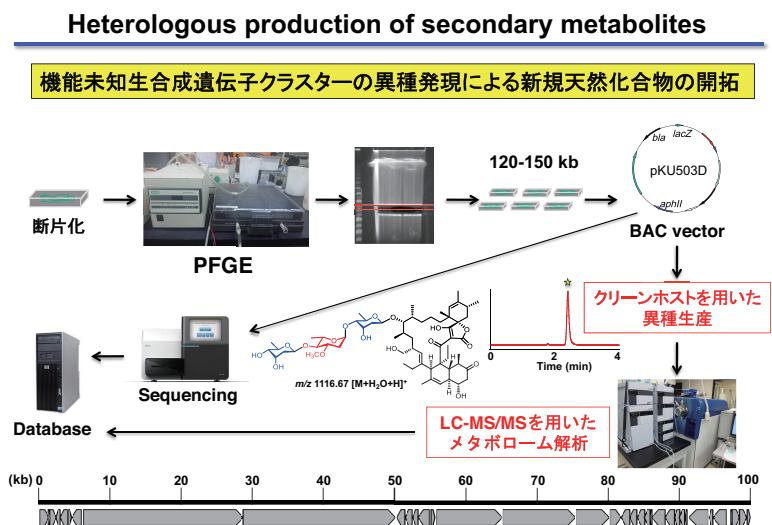 Heterologous production of secondary metabolites
機能未知生合成遺伝子クラスターの異種発現による新規天然化合物の開拓
断片化
PFGE
120-150 kb
bla
lacZ
pKU503D
aphII
BAC vector
クリーンホストを用いた
異種生産
0 2 4
Time (min)
Sequencing
Database
m/z 1116.67 [M+H₂O+H]⁺
LC-MS/MSを用いた
メタボローム解析
(kb) 0 10 20 30 40 50 60 70 80 90 100